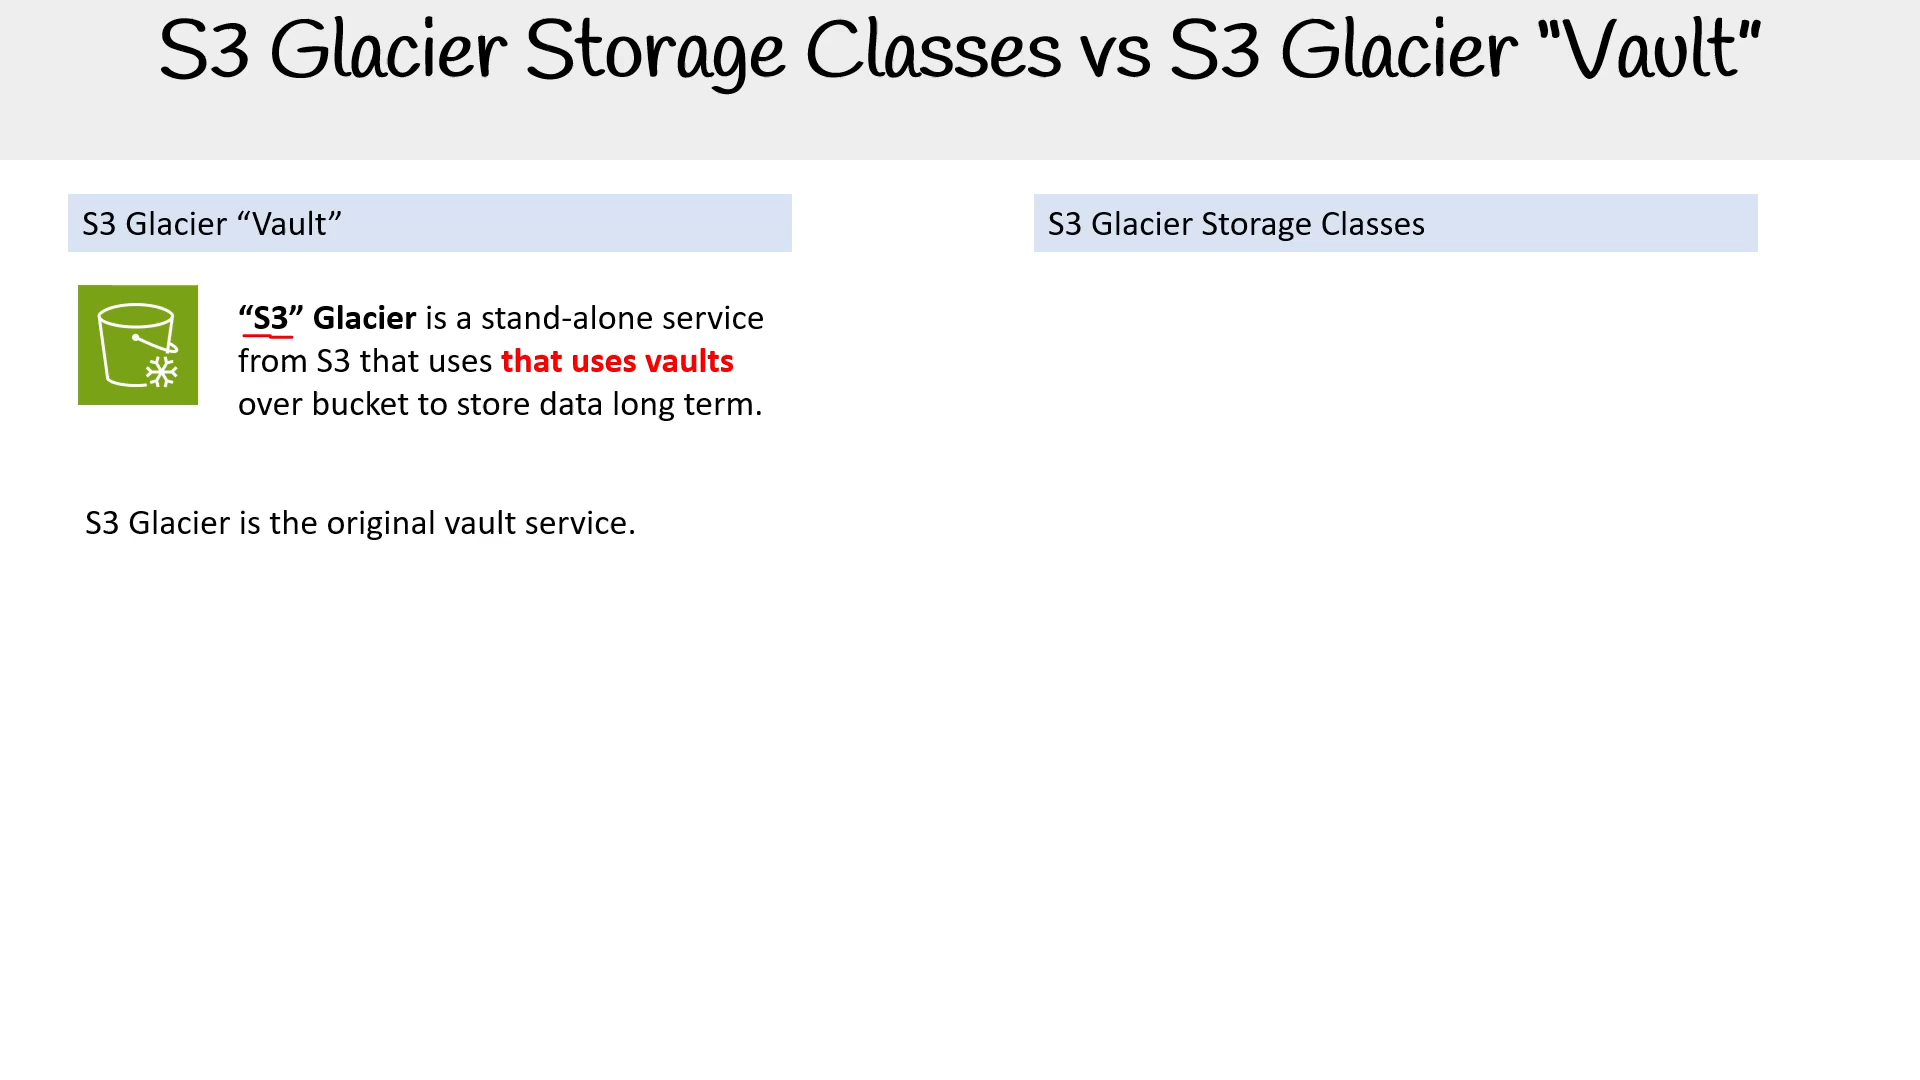 S3 Glacier Storage Classes vs S3 Glacier "Vault"
S3 Glacier “Vault”
“S3” Glacier is a stand-alone service
from S3 that uses that uses vaults
over bucket to store data long term.
S3 Glacier is the original vault service.
S3 Glacier Storage Classes